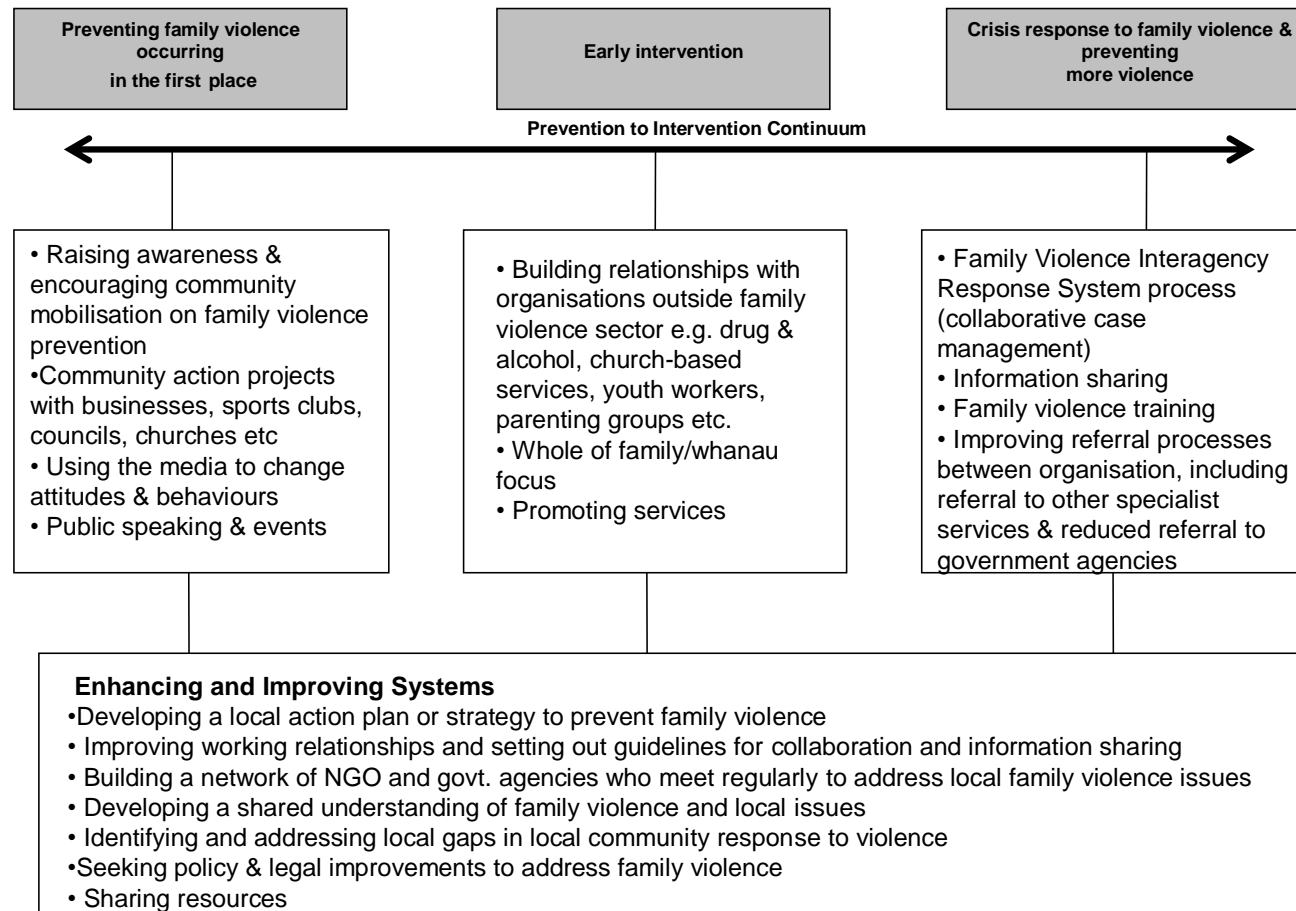 Preventing family violence
occurring
in the first place
Early intervention
Crisis response to family violence &
preventing
more violence
Prevention to Intervention Continuum
• Raising awareness &
encouraging community
mobilisation on family violence
prevention
•Community action projects
with businesses, sports clubs,
councils, churches etc
• Using the media to change
attitudes & behaviours
• Public speaking & events
• Building relationships with
organisations outside family
violence sector e.g. drug &
alcohol, church-based
services, youth workers,
parenting groups etc.
• Whole of family/whanau
focus
• Promoting services
• Family Violence Interagency
Response System process
(collaborative case
management)
• Information sharing
• Family violence training
• Improving referral processes
between organisation, including
referral to other specialist
services & reduced referral to
government agencies
Enhancing and Improving Systems
•Developing a local action plan or strategy to prevent family violence
• Improving working relationships and setting out guidelines for collaboration and information sharing
• Building a network of NGO and govt. agencies who meet regularly to address local family violence issues
• Developing a shared understanding of family violence and local issues
• Identifying and addressing local gaps in local community response to violence
•Seeking policy & legal improvements to address family violence
• Sharing resources